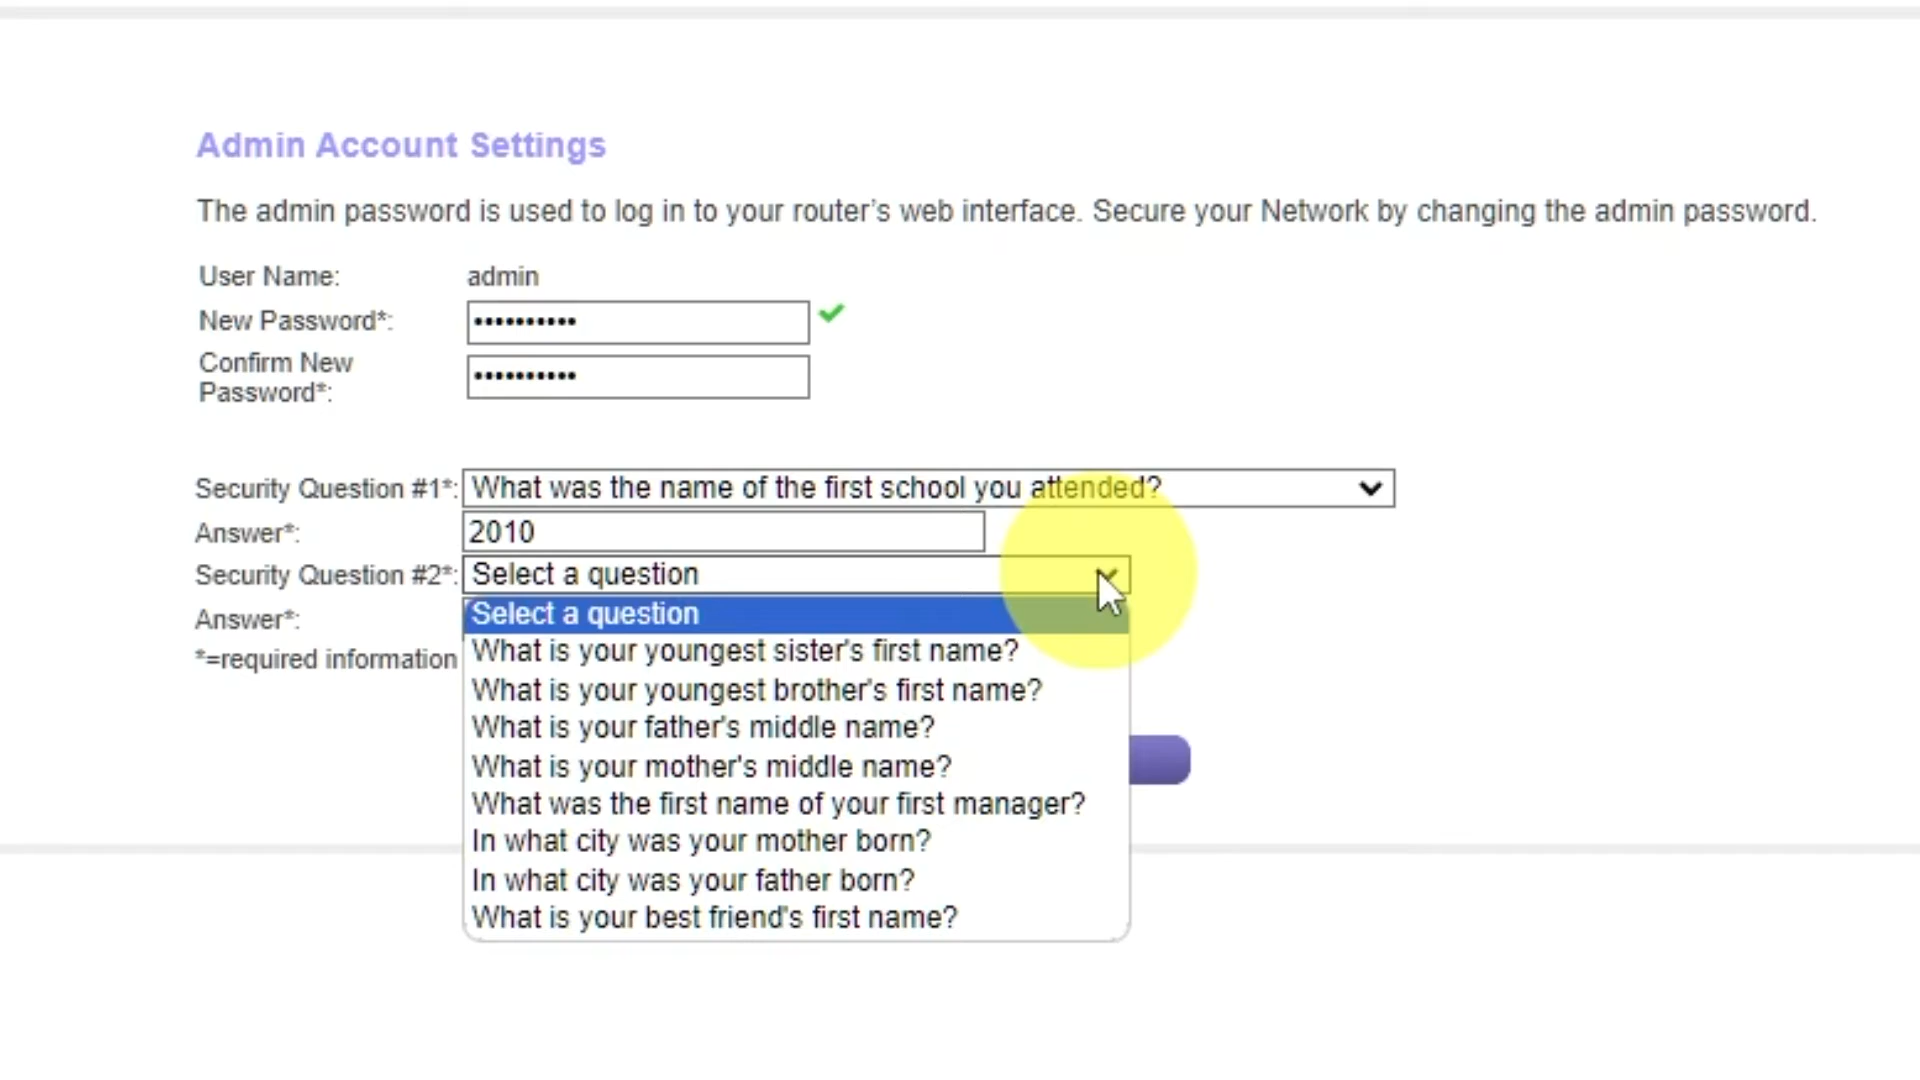 Admin Account Settings
The admin password is used to log in to your router’s web interface. Secure your Network by changing the admin password.
User Name: admin
New Password*: ••••••••••
Confirm New
Password*: ••••••••••
Security Question #1*: What was the name of the first school you attended?
Answer*: 2010
Security Question #2*: Select a question
Answer*:
*=required information
Select a question
What is your youngest sister's first name?
What is your youngest brother's first name?
What is your father's middle name?
What is your mother's middle name?
What was the first name of your first manager?
In what city was your mother born?
In what city was your father born?
What is your best friend's first name?